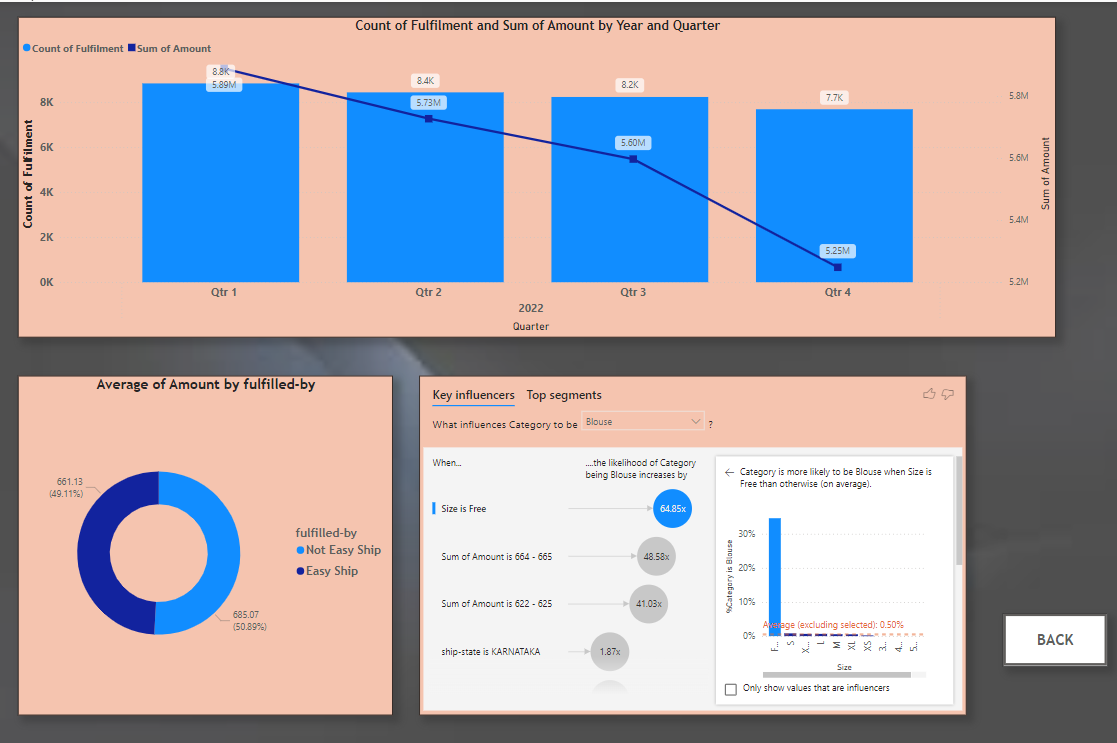 Count of Fulfilment and Sum of Amount by Year and Quarter
Count of Fulfilment Sum of Amount
8.8K
5.89M
8.4K
5.73M
8.2K
5.60M
7.7K
5.25M
8K
6K
4K
2K
0K
Count of Fulfilment
5.8M
5.6M
5.4M
5.2M
Sum of Amount
Qtr 1 Qtr 2 Qtr 3 Qtr 4
2022
Quarter
Average of Amount by fulfilled-by
661.13
(49.11%)
685.07
(50.89%)
fulfilled-by
Not Easy Ship
Easy Ship
Key influencers Top segments
What influences Category to be Blouse ?
When...
....the likelihood of Category
being Blouse increases by
Size is Free 64.85x
Sum of Amount is 664 - 665 48.58x
Sum of Amount is 622 - 625 41.03x
ship-state is KARNATAKA 1.87x
Category is more likely to be Blouse when Size is
Free than otherwise (on average).
30%
20%
10%
0%
%Category is Blouse
Average (excluding selected): 0.50%
F... S X... L M XL XS 3... 4... 5...
Size
Only show values that are influencers
BACK